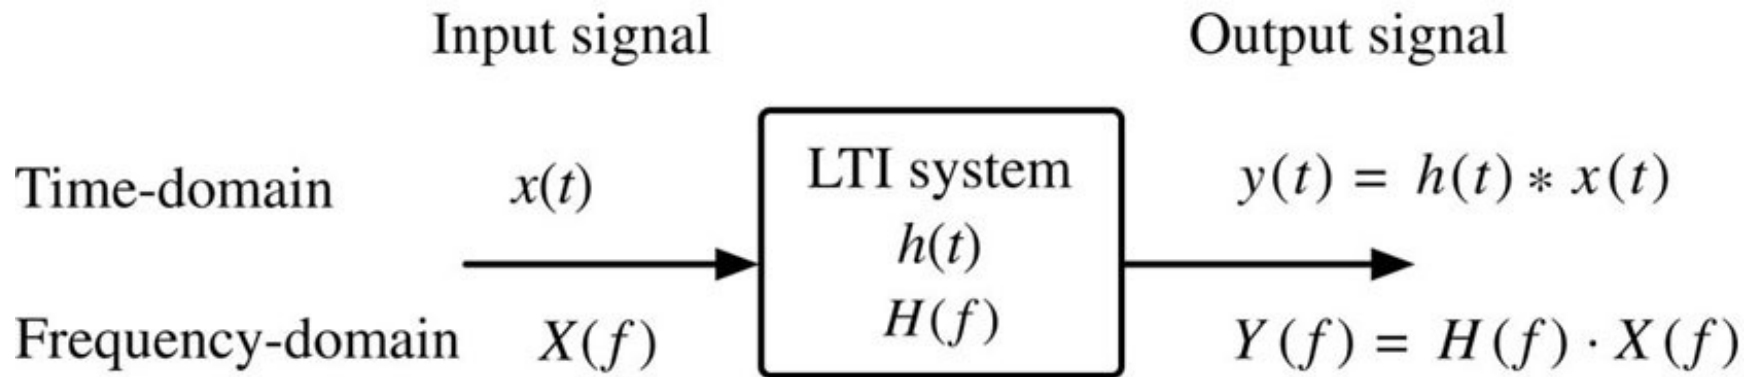 Input signal
Output signal
Time-domain
x(t)
LTI system
y(t) = h(t) * x(t)
h(t)
Frequency-domain
X(f)
H(f)
Y(f) = H(f) · X(f)